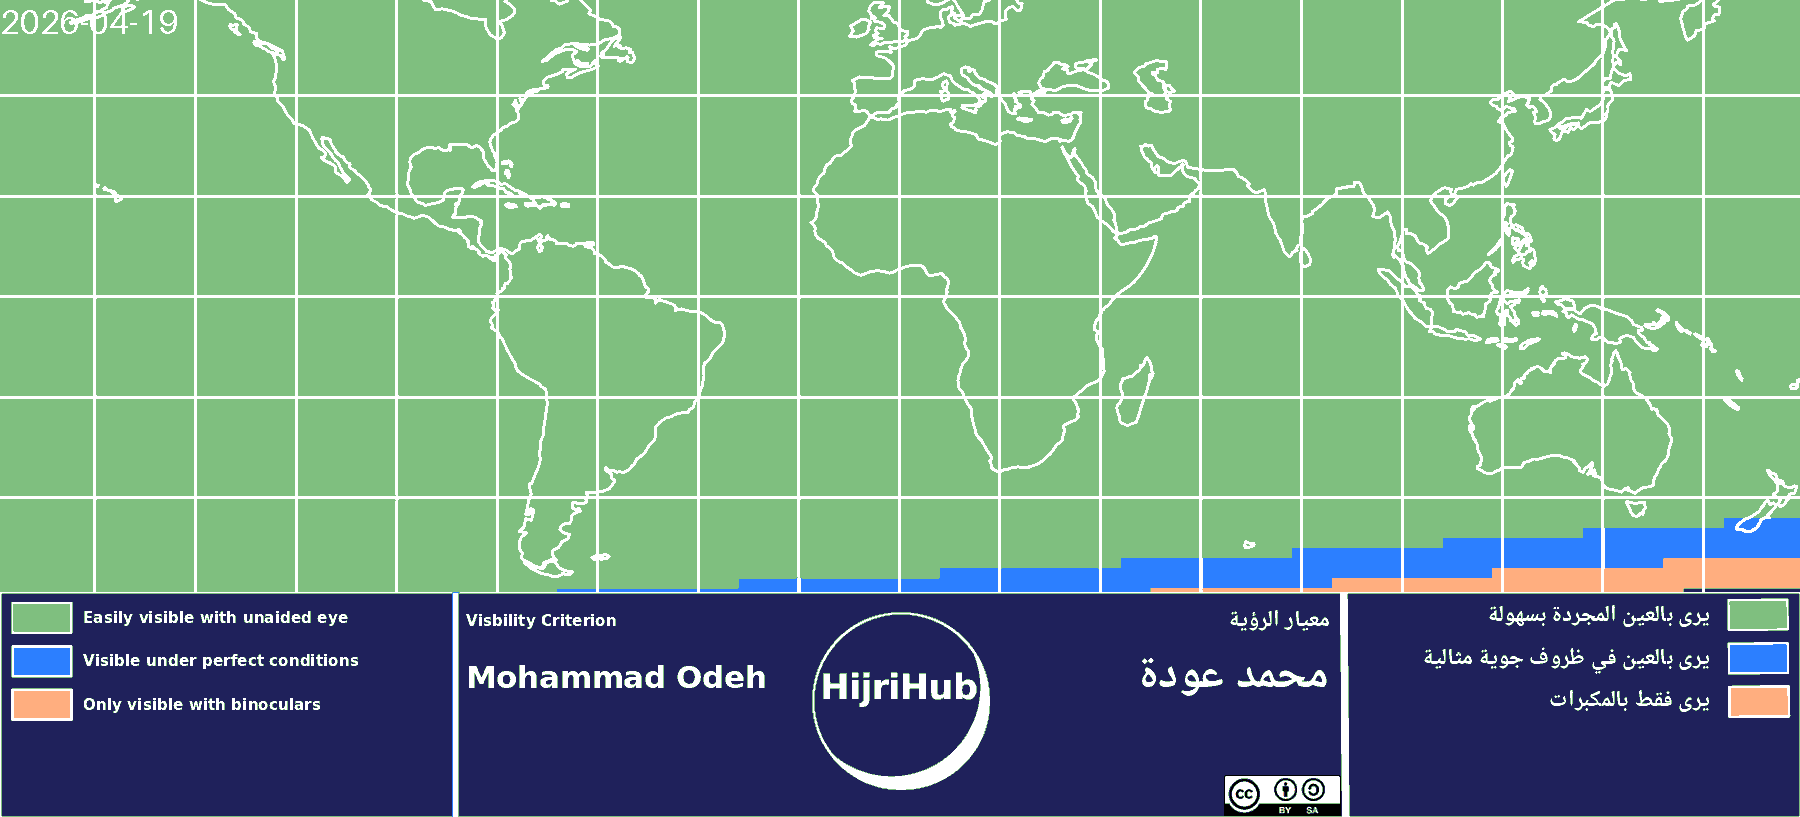 2026-04-19
Easily visible with unaided eye
Visible under perfect conditions
Only visible with binoculars
Visbility Criterion
معيار الرؤية
Mohammad Odeh
HijriHub
محمد عودة
cc
BY SA
يرى بالعين المجردة بسهولة
يرى بالعين في ظروف جوية مثالية
يرى فقط بالمكبرات